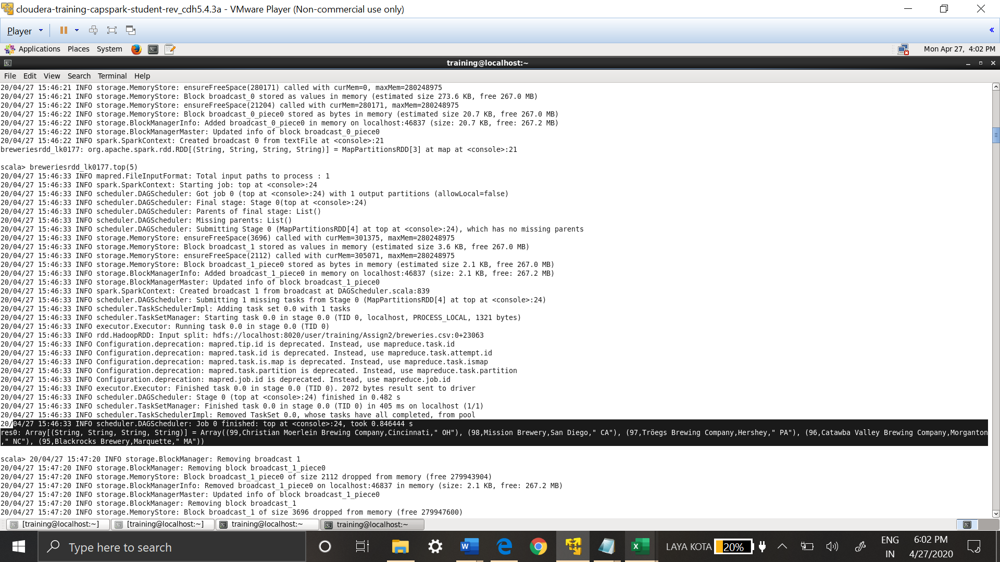 cloudera-training-capspark-student-rev_cdh5.4.3a - VMware Player (Non-commercial use only)
Player
Applications Places System Mon Apr 27, 4:02 PM
training@localhost:~
File Edit View Search Terminal Help
20/04/27 15:46:21 INFO storage.MemoryStore: ensureFreeSpace(280171) called with curMem=0, maxMem=280248975
20/04/27 15:46:21 INFO storage.MemoryStore: Block broadcast_0 stored as values in memory (estimated size 273.6 KB, free 267.0 MB)
20/04/27 15:46:22 INFO storage.MemoryStore: ensureFreeSpace(21204) called with curMem=280171, maxMem=280248975
20/04/27 15:46:22 INFO storage.MemoryStore: Block broadcast_0_piece0 stored as bytes in memory (estimated size 20.7 KB, free 267.0 MB)
20/04/27 15:46:22 INFO storage.BlockManagerInfo: Added broadcast_0_piece0 in memory on localhost:46837 (size: 20.7 KB, free: 267.2 MB)
20/04/27 15:46:22 INFO storage.BlockManagerMaster: Updated info of block broadcast_0_piece0
20/04/27 15:46:22 INFO spark.SparkContext: Created broadcast 0 from textFile at <console>:21
breweriesrdd_lk0177: org.apache.spark.rdd.RDD[(String, String, String, String)] = MapPartitionsRDD[3] at map at <console>:21
scala> breweriesrdd_lk0177.top(5)
20/04/27 15:46:33 INFO mapred.FileInputFormat: Total input paths to process : 1
20/04/27 15:46:33 INFO spark.SparkContext: Starting job: top at <console>:24
20/04/27 15:46:33 INFO scheduler.DAGScheduler: Got job 0 (top at <console>:24) with 1 output partitions (allowLocal=false)
20/04/27 15:46:33 INFO scheduler.DAGScheduler: Final stage: Stage 0(top at <console>:24)
20/04/27 15:46:33 INFO scheduler.DAGScheduler: Parents of final stage: List()
20/04/27 15:46:33 INFO scheduler.DAGScheduler: Missing parents: List()
20/04/27 15:46:33 INFO scheduler.DAGScheduler: Submitting Stage 0 (MapPartitionsRDD[4] at top at <console>:24), which has no missing parents
20/04/27 15:46:33 INFO storage.MemoryStore: ensureFreeSpace(3696) called with curMem=301375, maxMem=280248975
20/04/27 15:46:33 INFO storage.MemoryStore: Block broadcast_1 stored as values in memory (estimated size 3.6 KB, free 267.0 MB)
20/04/27 15:46:33 INFO storage.MemoryStore: ensureFreeSpace(2112) called with curMem=305071, maxMem=280248975
20/04/27 15:46:33 INFO storage.MemoryStore: Block broadcast_1_piece0 stored as bytes in memory (estimated size 2.1 KB, free 267.0 MB)
20/04/27 15:46:33 INFO storage.BlockManagerInfo: Added broadcast_1_piece0 in memory on localhost:46837 (size: 2.1 KB, free: 267.2 MB)
20/04/27 15:46:33 INFO storage.BlockManagerMaster: Updated info of block broadcast_1_piece0
20/04/27 15:46:33 INFO spark.SparkContext: Created broadcast 1 from broadcast at DAGScheduler.scala:839
20/04/27 15:46:33 INFO scheduler.DAGScheduler: Submitting 1 missing tasks from Stage 0 (MapPartitionsRDD[4] at top at <console>:24)
20/04/27 15:46:33 INFO scheduler.TaskSchedulerImpl: Adding task set 0.0 with 1 tasks
20/04/27 15:46:33 INFO scheduler.TaskSetManager: Starting task 0.0 in stage 0.0 (TID 0, localhost, PROCESS_LOCAL, 1321 bytes)
20/04/27 15:46:33 INFO executor.Executor: Running task 0.0 in stage 0.0 (TID 0)
20/04/27 15:46:33 INFO rdd.HadoopRDD: Input split: hdfs://localhost:8020/user/training/Assign2/breweries.csv:0+23063
20/04/27 15:46:33 INFO Configuration.deprecation: mapred.tip.id is deprecated. Instead, use mapreduce.task.id
20/04/27 15:46:33 INFO Configuration.deprecation: mapred.task.id is deprecated. Instead, use mapreduce.task.attempt.id
20/04/27 15:46:33 INFO Configuration.deprecation: mapred.task.is.map is deprecated. Instead, use mapreduce.task.ismap
20/04/27 15:46:33 INFO Configuration.deprecation: mapred.task.partition is deprecated. Instead, use mapreduce.task.partition
20/04/27 15:46:33 INFO Configuration.deprecation: mapred.job.id is deprecated. Instead, use mapreduce.job.id
20/04/27 15:46:33 INFO executor.Executor: Finished task 0.0 in stage 0.0 (TID 0). 2072 bytes result sent to driver
20/04/27 15:46:33 INFO scheduler.DAGScheduler: Stage 0 (top at <console>:24) finished in 0.482 s
20/04/27 15:46:33 INFO scheduler.TaskSetManager: Finished task 0.0 in stage 0.0 (TID 0) in 405 ms on localhost (1/1)
20/04/27 15:46:33 INFO scheduler.TaskSchedulerImpl: Removed TaskSet 0.0, whose tasks have all completed, from pool
20/04/27 15:46:33 INFO scheduler.DAGScheduler: Job 0 finished: top at <console>:24, took 0.846444 s
res0: Array[(String, String, String, String)] = Array((99,Christian Moerlein Brewing Company,Cincinnati," OH"), (98,Mission Brewery,San Diego," CA"), (97,Tröegs Brewing Company,Hershey," PA"), (96,Catawba Valley Brewing Company,Morganton
," NC"), (95,Blackrocks Brewery,Marquette," MA"))
scala> 20/04/27 15:47:20 INFO storage.BlockManager: Removing broadcast 1
20/04/27 15:47:20 INFO storage.BlockManager: Removing block broadcast_1_piece0
20/04/27 15:47:20 INFO storage.MemoryStore: Block broadcast_1_piece0 of size 2112 dropped from memory (free 279943904)
20/04/27 15:47:20 INFO storage.BlockManagerInfo: Removed broadcast_1_piece0 on localhost:46837 in memory (size: 2.1 KB, free: 267.2 MB)
20/04/27 15:47:20 INFO storage.BlockManagerMaster: Updated info of block broadcast_1_piece0
20/04/27 15:47:20 INFO storage.BlockManager: Removing block broadcast_1
20/04/27 15:47:20 INFO storage.MemoryStore: Block broadcast_1 of size 3696 dropped from memory (free 279947600)
[training@localhost:~] [training@localhost:~] training@localhost:~ training@localhost:~
Type here to search LAYA KOTA 20% ENG 6:02 PM
IN 4/27/2020